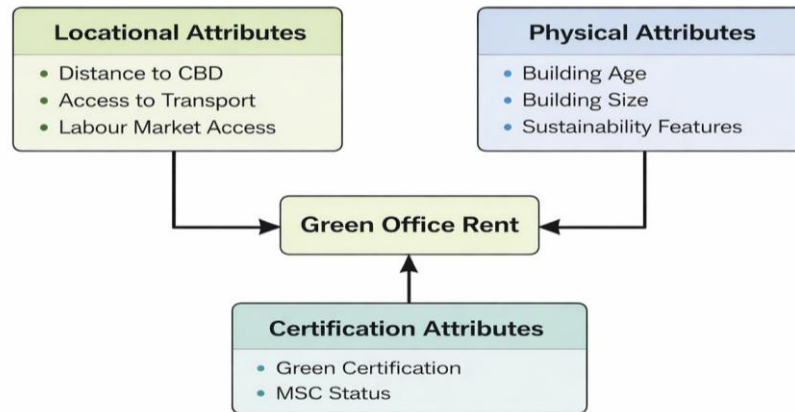 Locational Attributes
Distance to CBD
Access to Transport
Labour Market Access
Physical Attributes
Building Age
Building Size
Sustainability Features
Green Office Rent
Certification Attributes
Green Certification
MSC Status